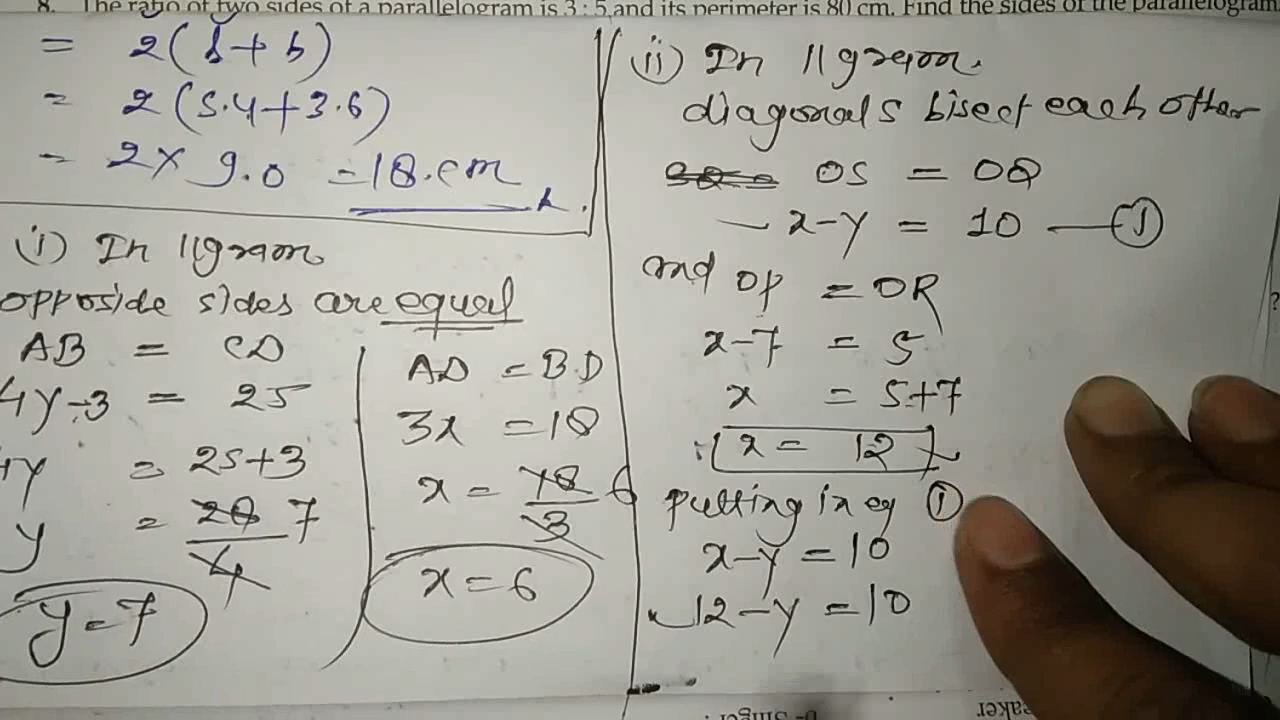 8. The ratio of two sides of a parallelogram is 3 : 5, and its perimeter is 80 cm. Find the sides of the parallelogram.
= 2(l+b)
= 2(5.4+3.6)
= 2 × 9.0 = 18.cm
(i) In ||gram
opposide sides are equal
AB = CD
4y-3 = 25
4y = 25+3
y = 28/4 7
y = 7
AD = B.D
3x = 18
x = 18/3 6
x = 6
(ii) In ||gram.
diagonals bisect each other
OS = OQ
x-y = 10 — ①
and OP = OR
x-7 = 5
x = 5+7
x = 12
putting in eq ①
x-y = 10
12-y = 10
?
Singer